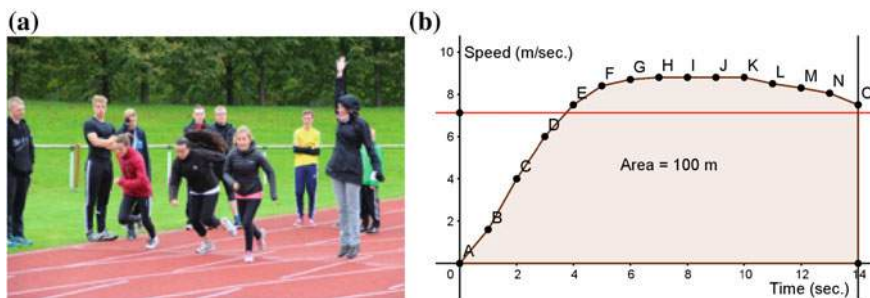 (a)
(b)
Speed (m/sec.)
10
8
6
4
2
0
2
4
6
8
10
12
14
Time (sec.)
A
B
C
D
E
F
G
H
I
J
K
L
M
N
O
Area = 100 m